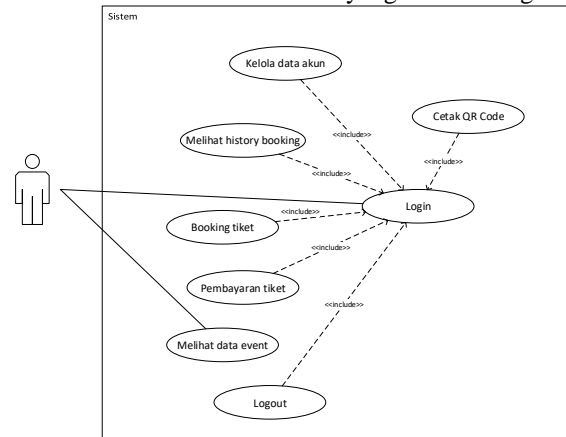 Sistem
Kelola data akun
Cetak QR Code
<<include>>
<<include>>
Melihat history booking
<<include>>
Login
<<include>>
Booking tiket
<<include>>
Pembayaran tiket
<<include>>
Melihat data event
Logout